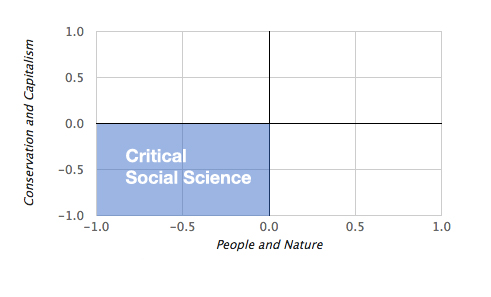 Conservation and Capitalism
1.0
0.5
0.0
−0.5
−1.0
Critical
Social Science
−1.0
−0.5
0.0
0.5
1.0
People and Nature